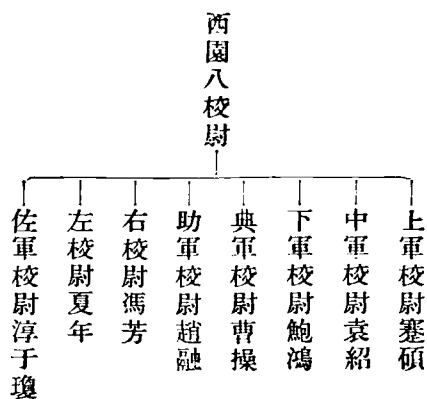 西園八校尉
上軍校尉蹇碩
中軍校尉袁紹
下軍校尉鮑鴻
典軍校尉曹操
助軍校尉趙融
右校尉馮芳
左校尉夏牟
佐軍校尉淳于瓊